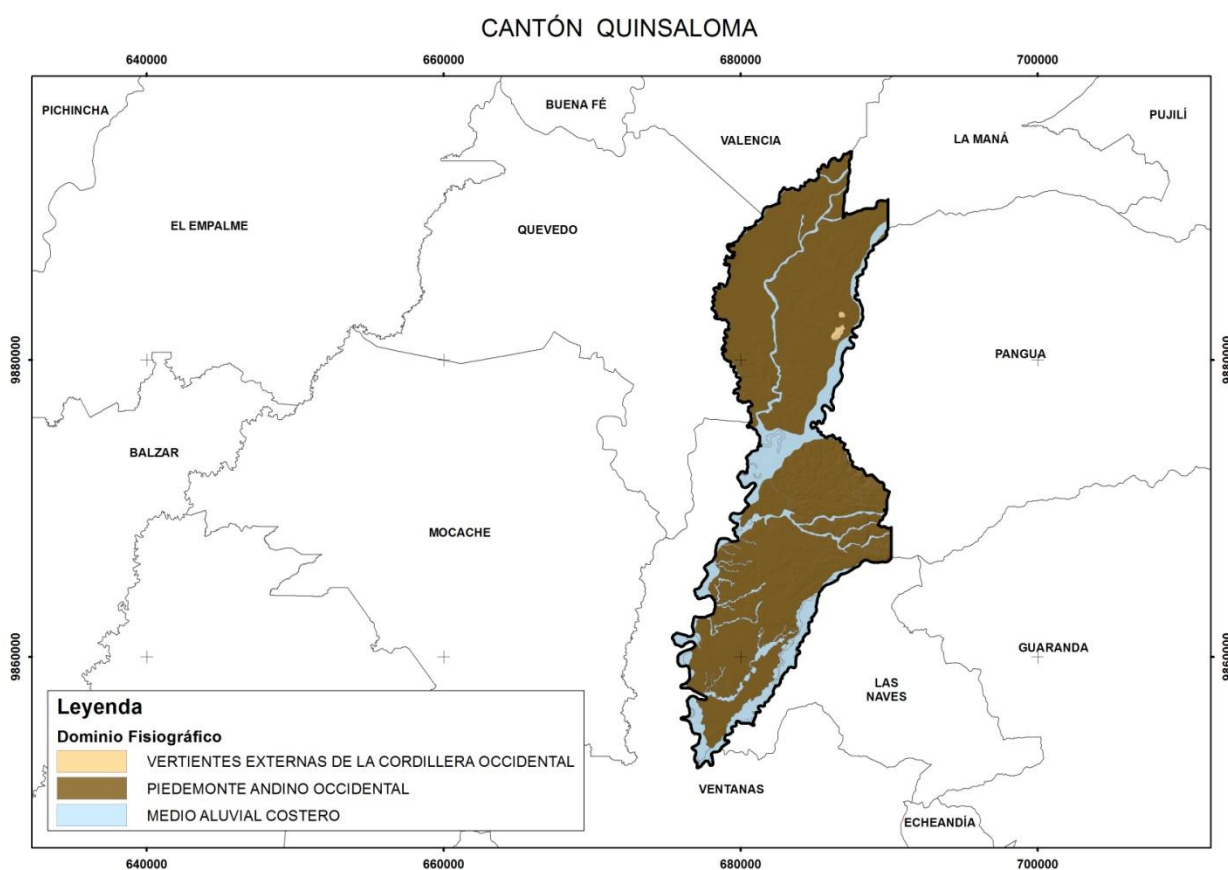 CANTÓN QUINSALOMA
640000
660000
680000
700000
PICHINCHA
BUENA FÉ
VALENCIA
LA MANÁ
PUJILÍ
EL EMPALME
QUEVEDO
9880000
PANGUA
9880000
BALZAR
MOCACHE
9860000
GUARANDA
9860000
LAS
NAVES
Leyenda
Dominio Fisiográfico
VERTIENTES EXTERNAS DE LA CORDILLERA OCCIDENTAL
PIEDEMONTE ANDINO OCCIDENTAL
MEDIO ALUVIAL COSTERO
VENTANAS
ECHEANDÍA
640000
660000
680000
700000